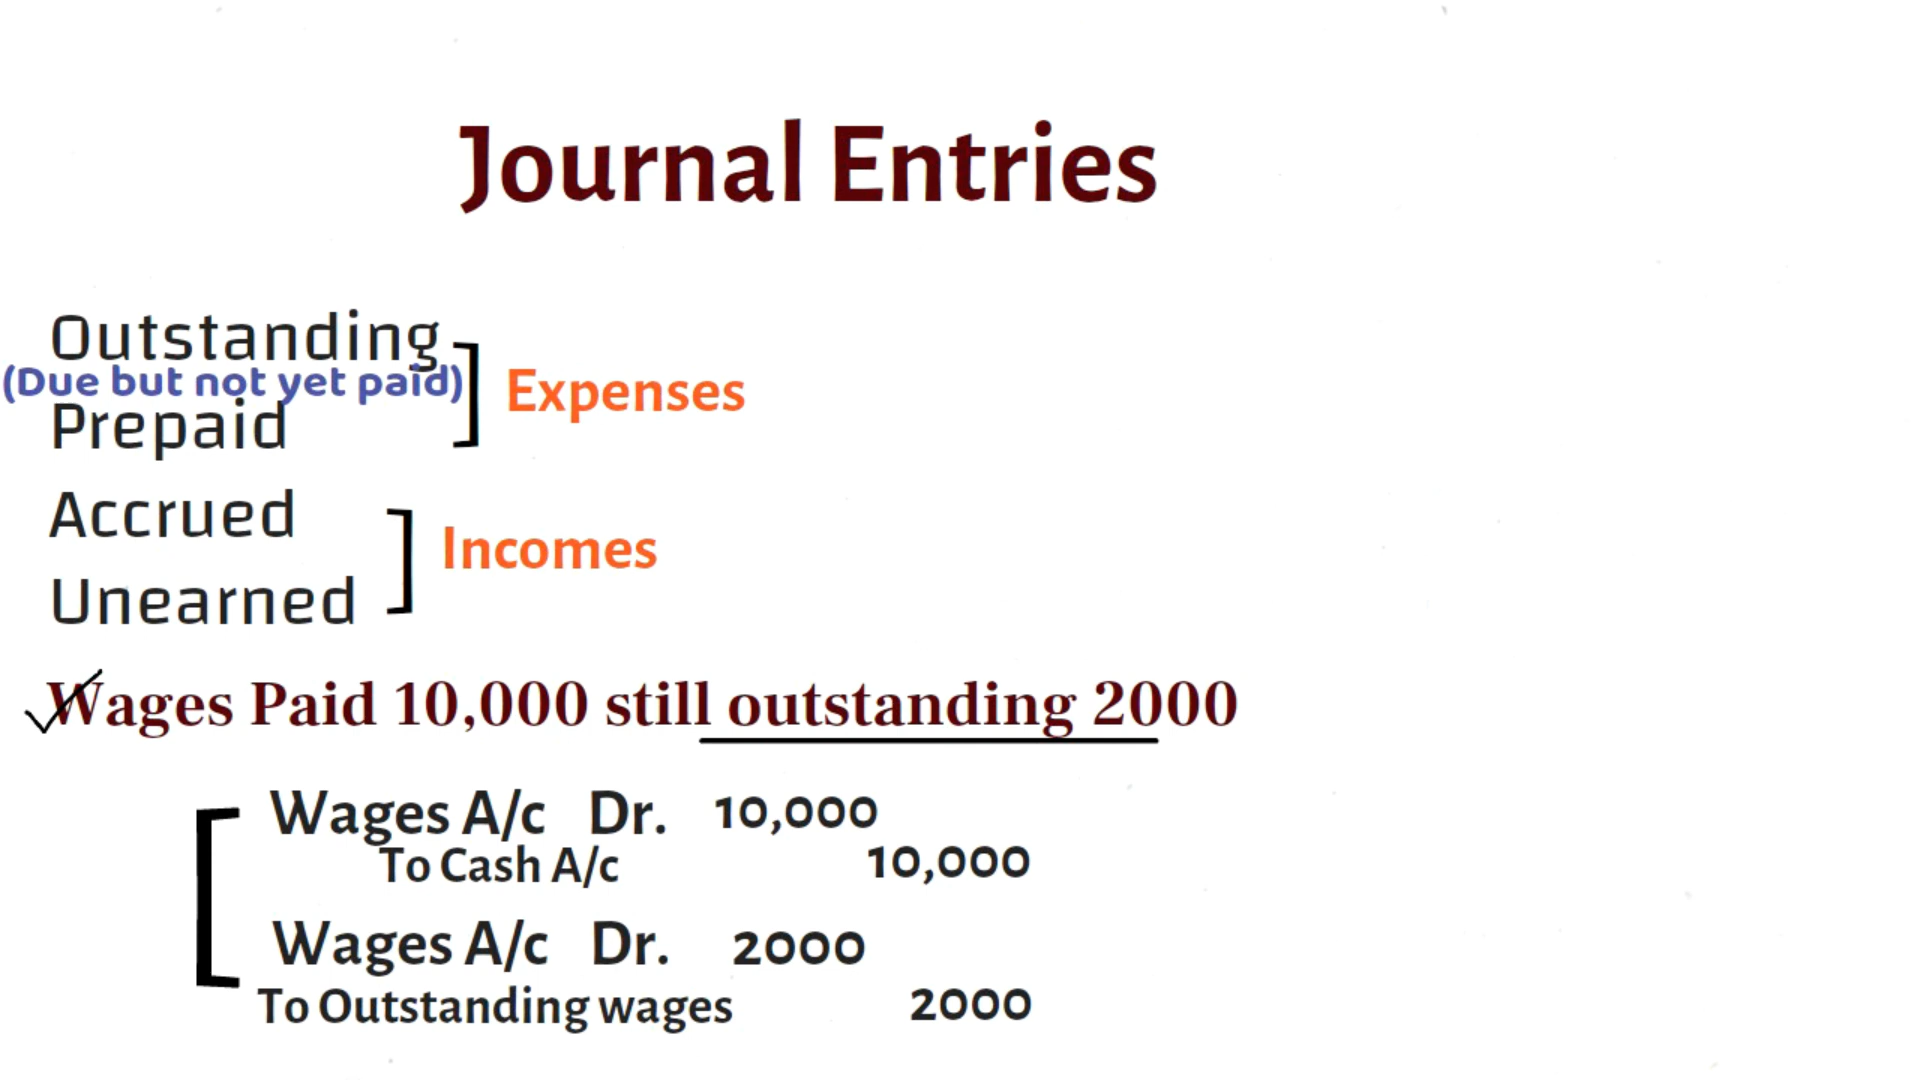 Journal Entries
Outstanding
(Due but not yet paid)
Expenses
Prepaid
Accrued
Incomes
Unearned
Wages Paid 10,000 still outstanding 2000
Wages A/c Dr. 10,000
To Cash A/c 10,000
Wages A/c Dr. 2000
To Outstanding wages 2000